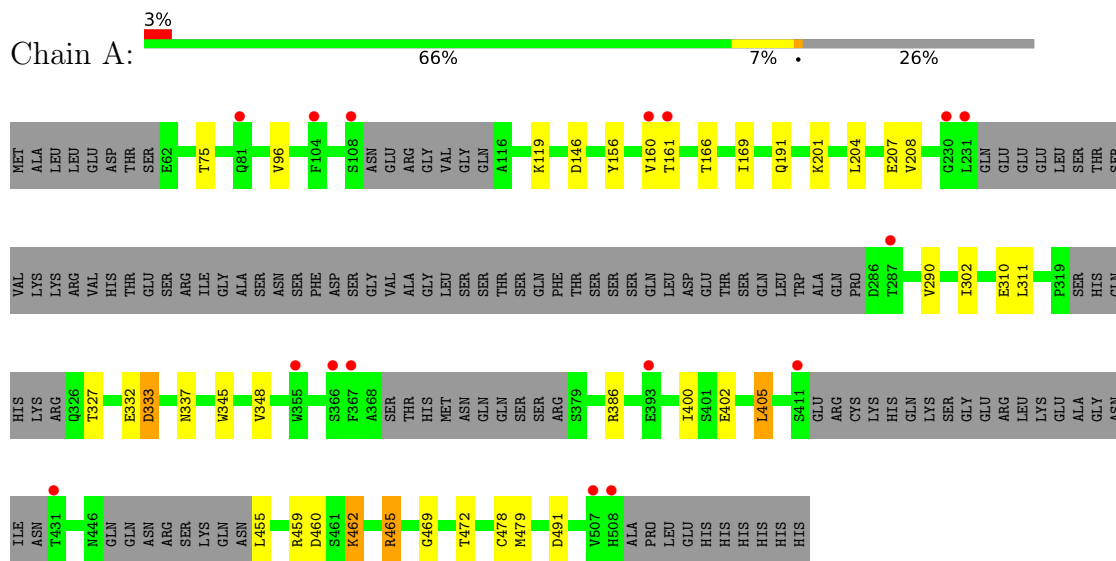 3%
Chain A:
66% 7% • 26%
MET ALA LEU LEU GLU ASP THR SER E62 T75 Q81 V96 F104 S108 ASN GLU ARG GLY VAL GLY GLN A116 K119 D146 Y156 V160 T161 T166 I169 Q191 K201 L204 E207 V208 G230 L231 GLN GLU GLU GLU LEU SER THR SER
VAL LYS LYS ARG VAL HIS THR GLU SER ARG ILE GLY ALA SER ASN SER PHE ASP SER GLY VAL ALA GLY LEU SER SER THR SER GLN PHE THR SER SER SER GLN LEU ASP GLU THR SER GLN LEU TRP ALA GLN PRO D286 T287 V290 I302 E310 L311 P319 SER HIS GLN
HIS LYS ARG Q326 T327 E332 D333 N337 W345 V348 W355 S366 F367 A368 SER THR HIS MET ASN GLN GLN SER SER ARG S379 R386 E393 I400 S401 E402 L405 S411 GLU ARG CYS LYS HIS GLN LYS SER GLY GLU ARG LEU LYS GLU ALA GLY ASN
ILE ASN T431 N446 GLN GLN ASN ARG SER LYS GLN ASN L455 R459 D460 S461 K462 R465 G469 T472 C478 M479 D491 V507 H508 ALA PRO LEU GLU HIS HIS HIS HIS HIS HIS